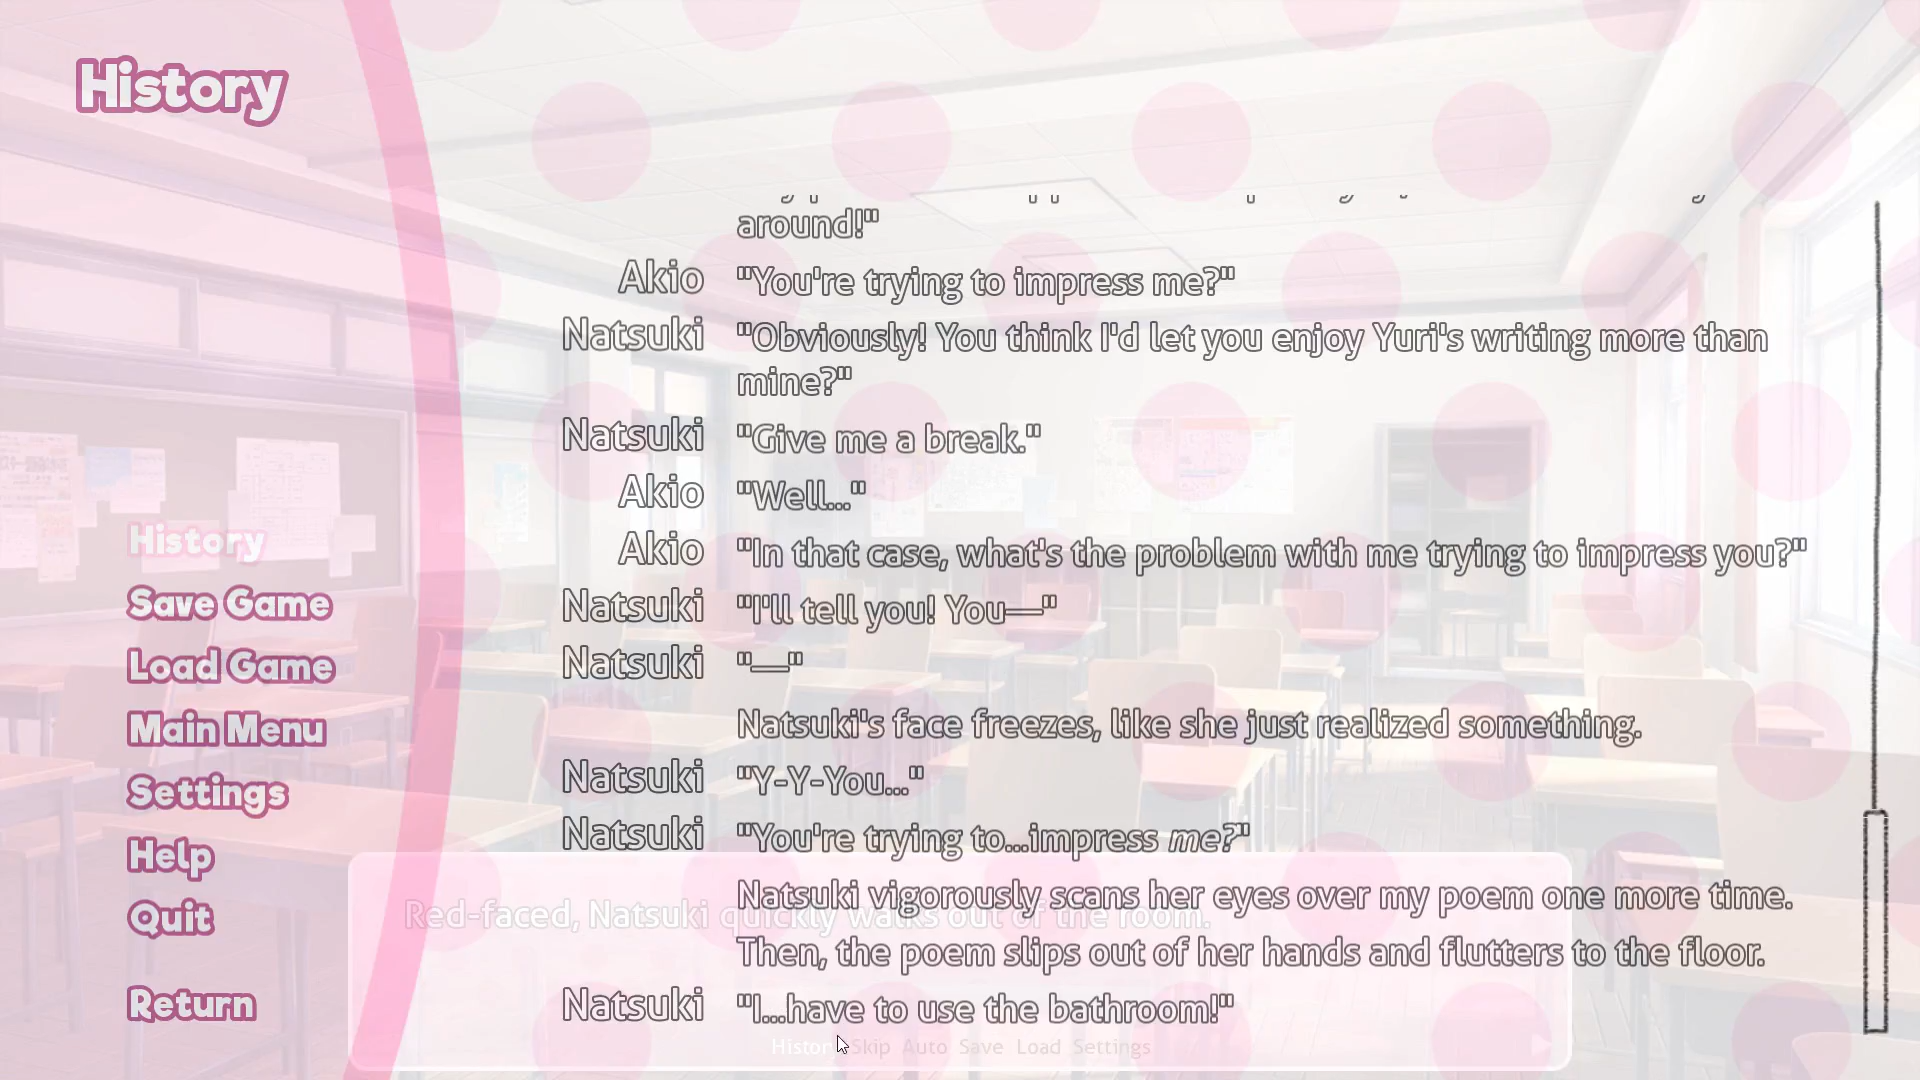 History
around!"
Akio "You're trying to impress me?"
Natsuki "Obviously! You think I'd let you enjoy Yuri's writing more than
mine?"
Natsuki "Give me a break."
Akio "Well..."
Akio "In that case, what's the problem with me trying to impress you?"
Natsuki "I'll tell you! You—"
Natsuki "—"
Natsuki's face freezes, like she just realized something.
Natsuki "Y-Y-You..."
Natsuki "You're trying to...impress me?"
Natsuki vigorously scans her eyes over my poem one more time.
Then, the poem slips out of her hands and flutters to the floor.
Natsuki "I...have to use the bathroom!"
History
Save Game
Load Game
Main Menu
Settings
Help
Quit
Return
Red-faced, Natsuki quickly walks out of the room.
History Skip Auto Save Load Settings